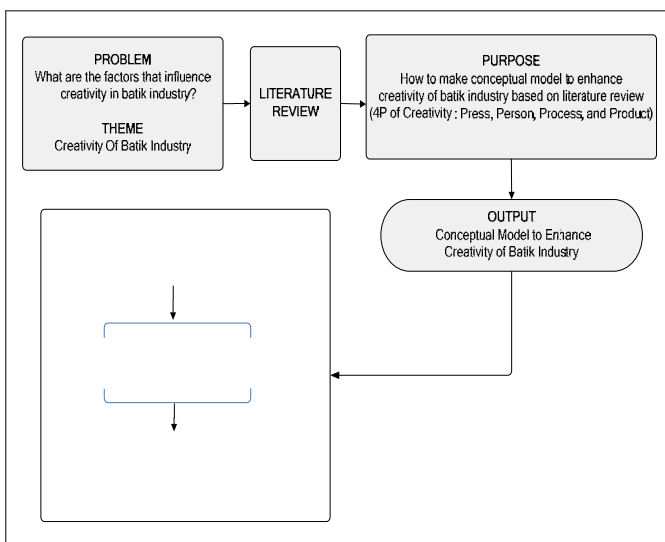 PROBLEM
What are the factors that influence
creativity in batik industry?
THEME
Creativity Of Batik Industry
LITERATURE
REVIEW
PURPOSE
How to make conceptual model to enhance
creativity of batik industry based on literature review
(4P of Creativity : Press, Person, Process, and Product)
OUTPUT
Conceptual Model to Enhance
Creativity of Batik Industry